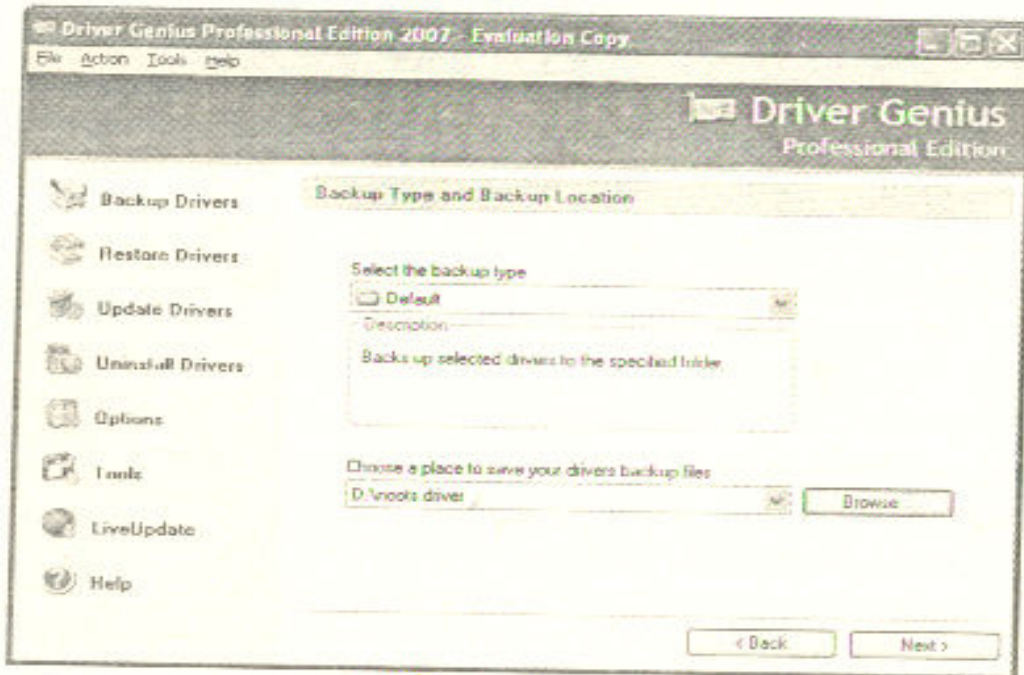 Driver Genius Professional Edition 2007 - Evaluation Copy
File Action Tools Help
Driver Genius
Professional Edition
Backup Drivers
Restore Drivers
Update Drivers
Uninstall Drivers
Options
Tools
LiveUpdate
Help
Backup Type and Backup Location
Select the backup type
Default
Description
Backs up selected drivers to the specified folder
Choose a place to save your drivers backup files
D:\ driver
Browse
< Back
Next >